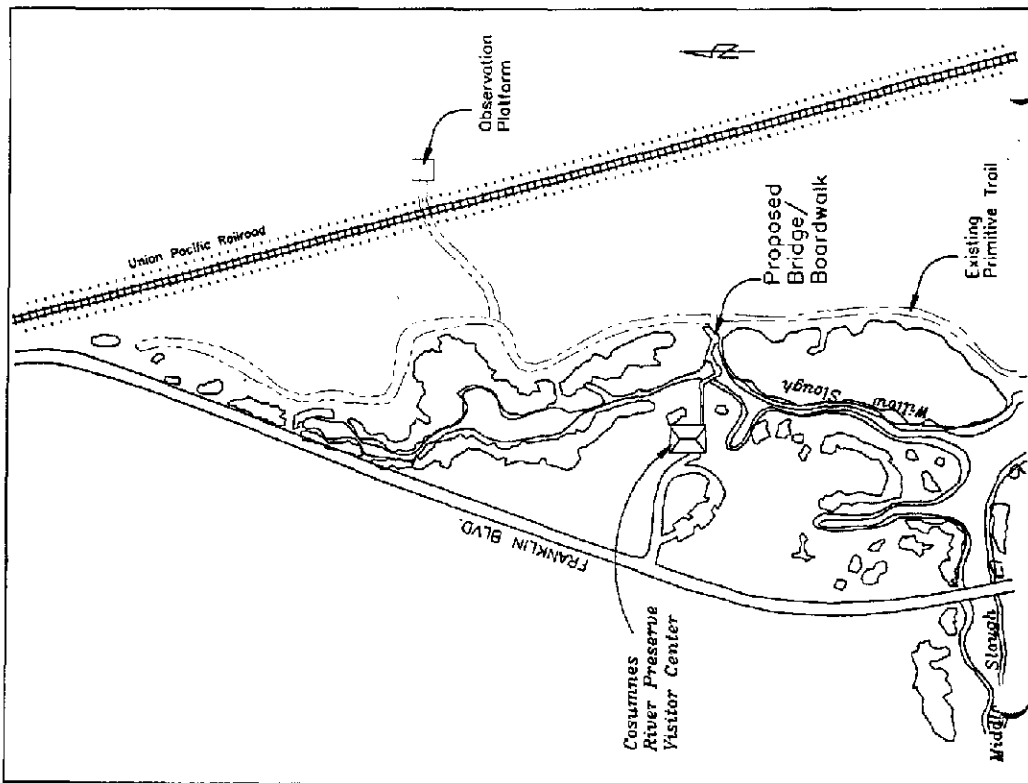 Observation
Platform
Union Pacific Railroad
Proposed
Bridge/
Boardwalk
Existing
Primitive Trail
Willow
Slough
FRANKLIN BLVD.
Cosumnes
River Preserve
Visitor Center
Middle
Slough
N